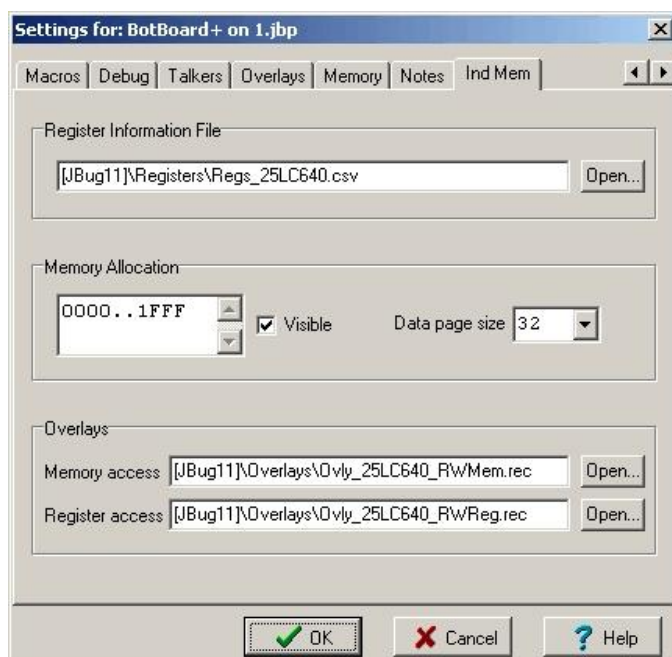 Settings for: BotBoard+ on 1.jbp
Macros Debug Talkers Overlays Memory Notes Ind Mem
Register Information File
[JBug11]\Registers\Regs_25LC640.csv Open...
Memory Allocation
0000..1FFF Visible Data page size 32
Overlays
Memory access [JBug11]\Overlays\Ovly_25LC640_RWMem.rec Open...
Register access [JBug11]\Overlays\Ovly_25LC640_RWReg.rec Open...
OK Cancel ? Help